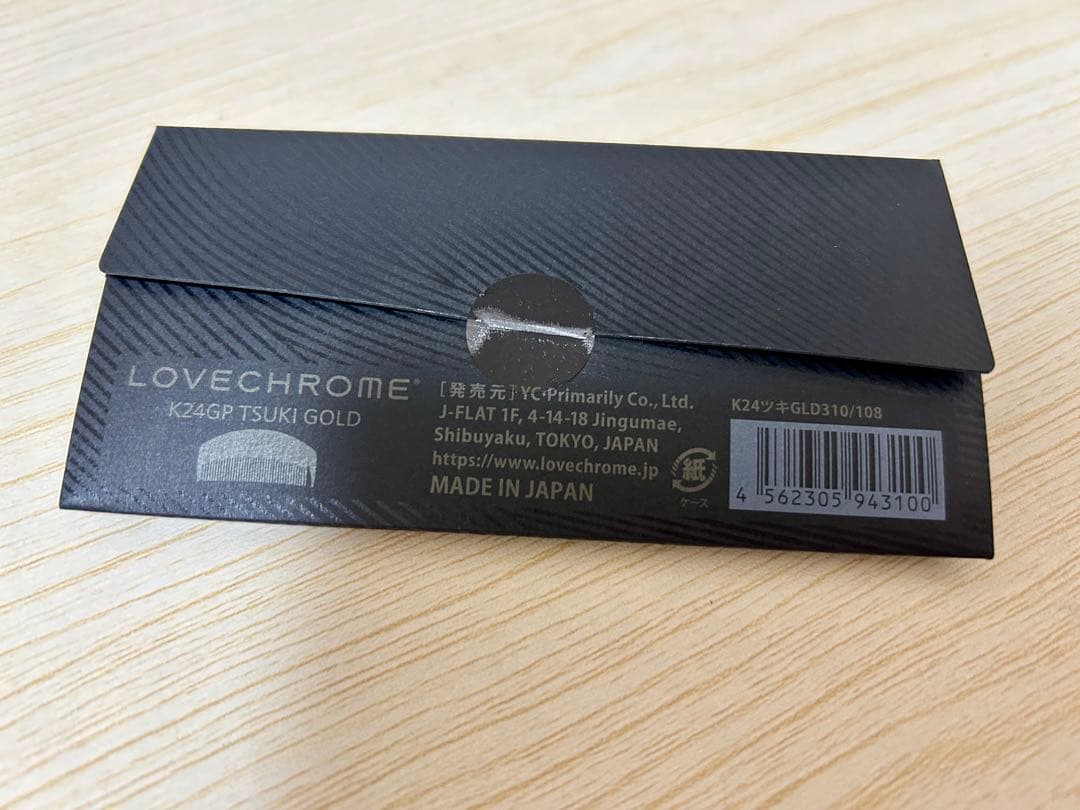 LOVECHROME®
K24GP TSUKI GOLD
[発売元] YC・Primarily Co., Ltd.
J-FLAT 1F, 4-14-18 Jingumae,
Shibuyaku, TOKYO, JAPAN
https://www.lovechrome.jp
MADE IN JAPAN
紙
ケース
K24ツキGLD310/108
4 562305 943100